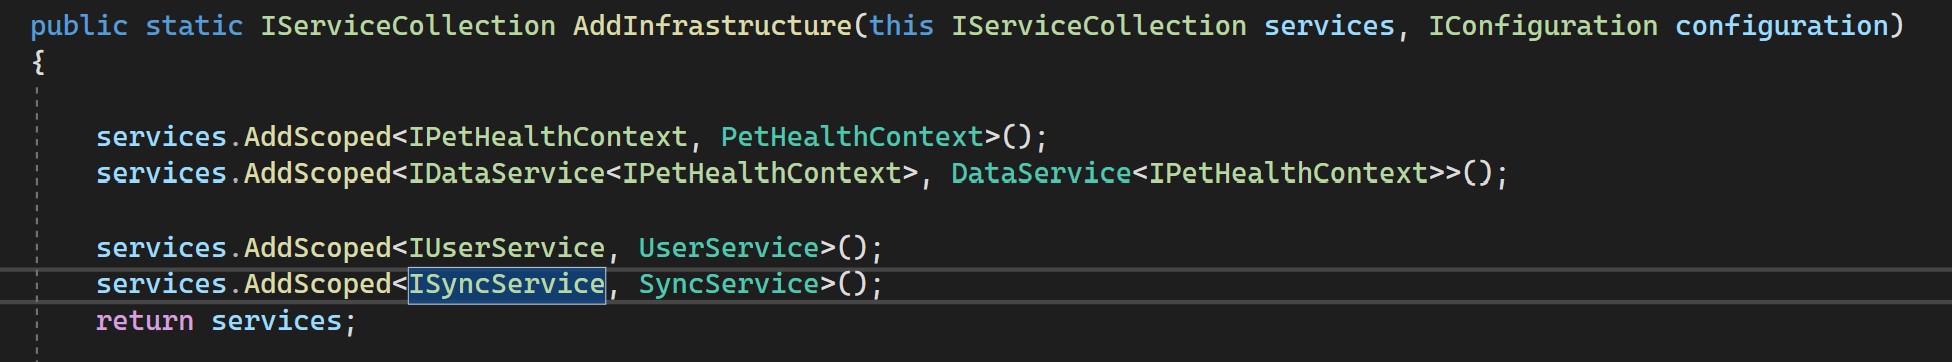 public static IServiceCollection AddInfrastructure(this IServiceCollection services, IConfiguration configuration)
{
services.AddScoped<IPetHealthContext, PetHealthContext>();
services.AddScoped<IDataService<IPetHealthContext>, DataService<IPetHealthContext>>();
services.AddScoped<IUserService, UserService>();
services.AddScoped<ISyncService, SyncService>();
return services;